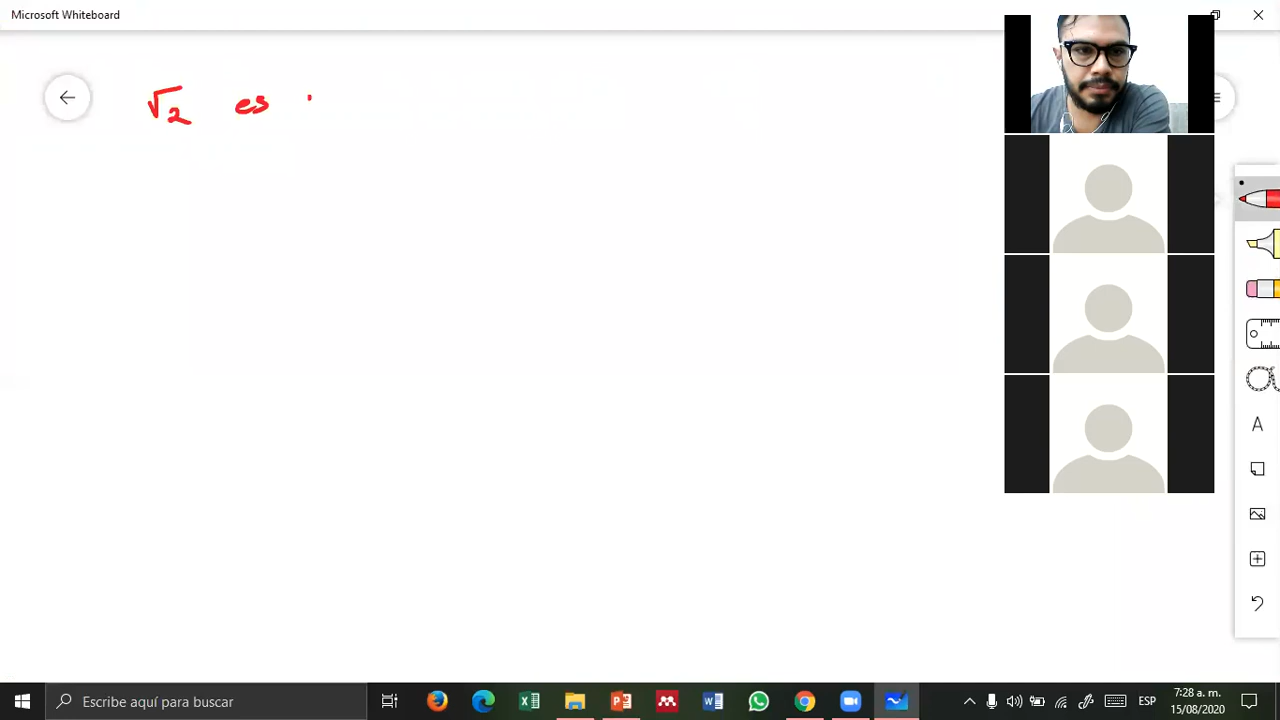 Microsoft Whiteboard
√2 es
A
Escribe aquí para buscar
ESP
7:28 a. m.
15/08/2020